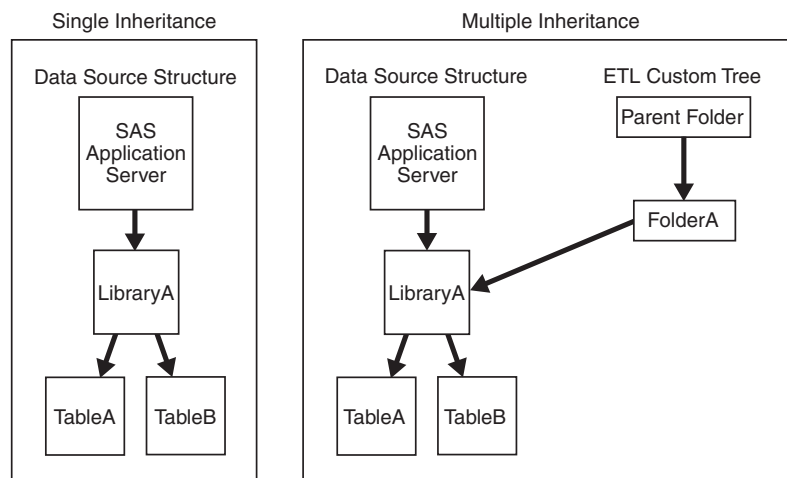 Single Inheritance
Data Source Structure
SAS
Application
Server
LibraryA
TableA
TableB
Multiple Inheritance
Data Source Structure
SAS
Application
Server
LibraryA
TableA
TableB
ETL Custom Tree
Parent Folder
FolderA